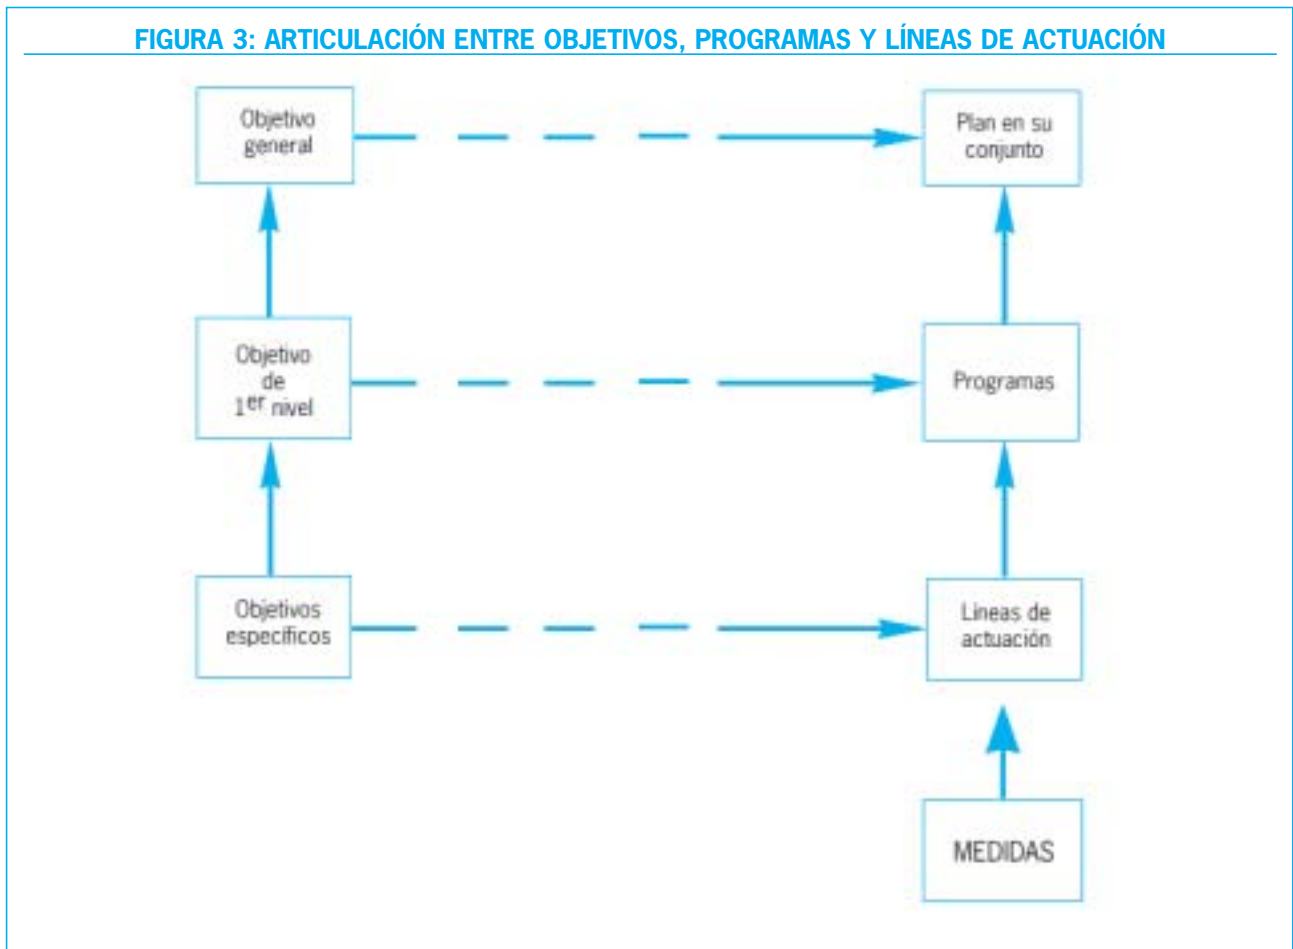 FIGURA 3: ARTICULACIÓN ENTRE OBJETIVOS, PROGRAMAS Y LÍNEAS DE ACTUACIÓN
Objetivo
general
Plan en su
conjunto
Objetivo
de
1er nivel
Programas
Objetivos
específicos
Líneas de
actuación
MEDIDAS